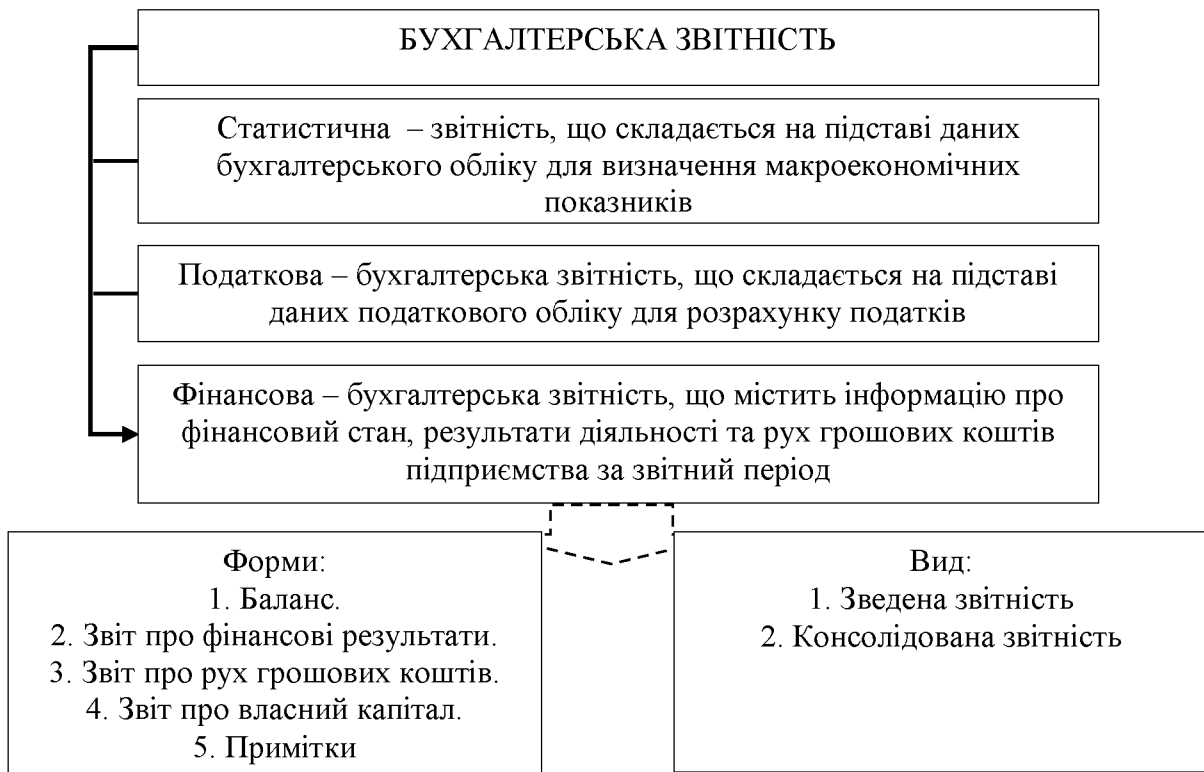 БУХГАЛТЕРСЬКА ЗВІТНІСТЬ
Статистична – звітність, що складається на підставі даних
бухгалтерського обліку для визначення макроекономічних
показників
Податкова – бухгалтерська звітність, що складається на підставі
даних податкового обліку для розрахунку податків
Фінансова – бухгалтерська звітність, що містить інформацію про
фінансовий стан, результати діяльності та рух грошових коштів
підприємства за звітний період
Форми:
1. Баланс.
2. Звіт про фінансові результати.
3. Звіт про рух грошових коштів.
4. Звіт про власний капітал.
5. Примітки
Вид:
1. Зведена звітність
2. Консолідована звітність